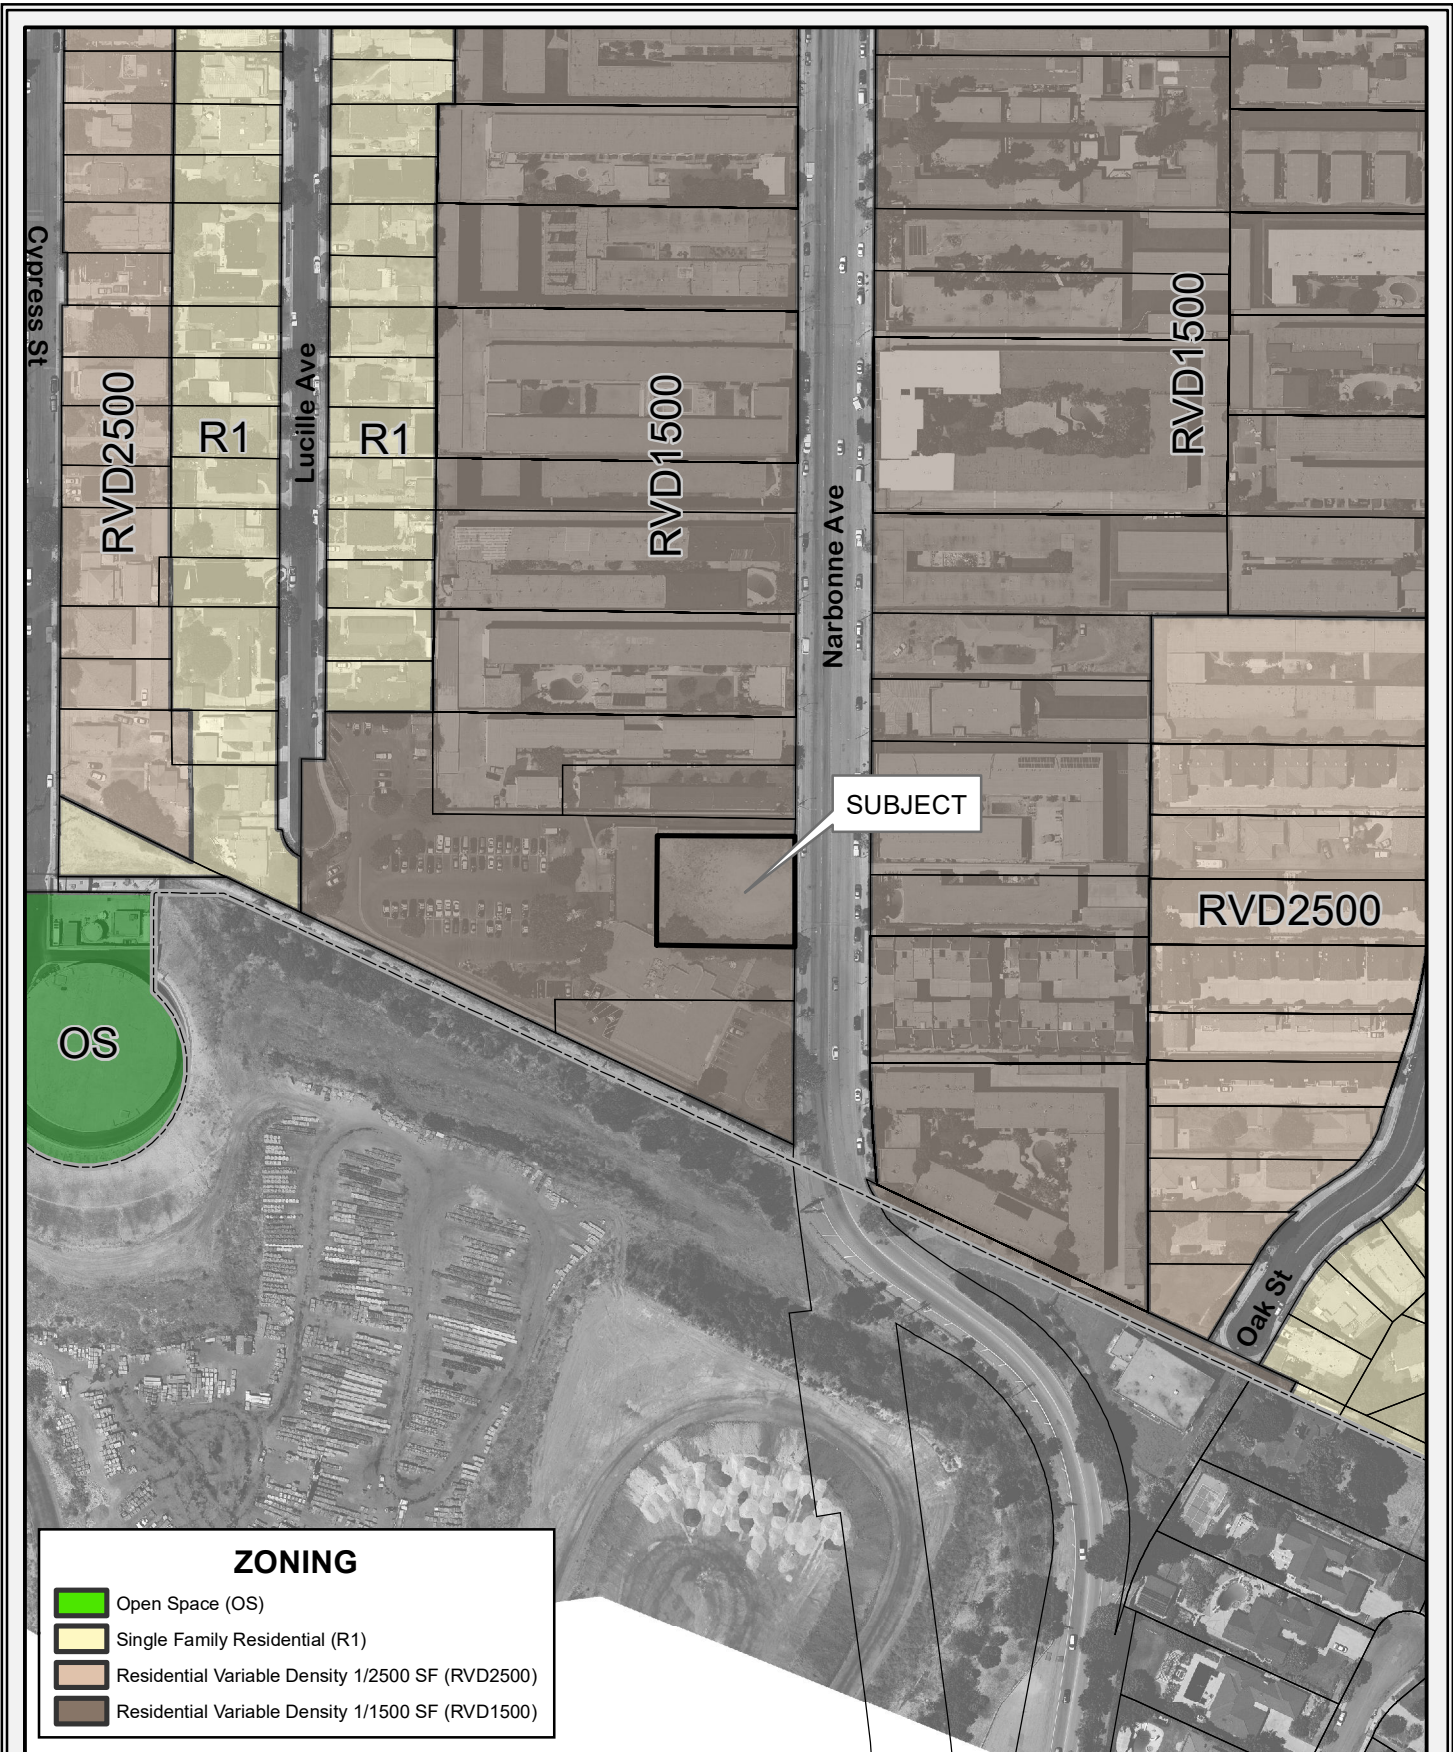 Cypress St
RVD2500
R1
Lucille Ave
R1
RVD1500
Narbonne Ave
RVD1500
SUBJECT
RVD2500
OS
Oak St
ZONING
Open Space (OS)
Single Family Residential (R1)
Residential Variable Density 1/2500 SF (RVD2500)
Residential Variable Density 1/1500 SF (RVD1500)